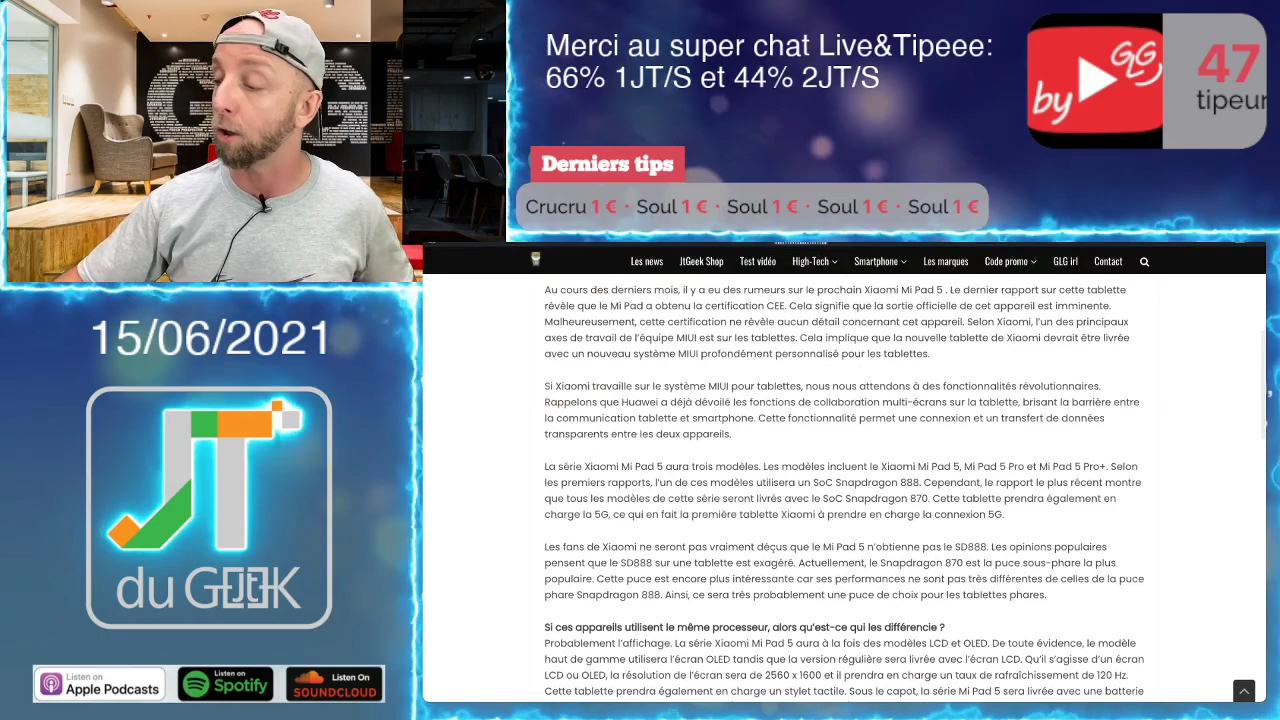 Merci au super chat Live&Tipeee:
66% 1JT/S et 44% 2JT/S
by GLG
47
tipeur
Derniers tips
Crucru 1 € · Soul 1 € · Soul 1 € · Soul 1 € · Soul 1 €
Les news JtGeek Shop Test vidéo High-Tech Smartphone Les marques Code promo GLG irl Contact
Au cours des derniers mois, il y a eu des rumeurs sur le prochain Xiaomi Mi Pad 5 . Le dernier rapport sur cette tablette
révèle que le Mi Pad a obtenu la certification CEE. Cela signifie que la sortie officielle de cet appareil est imminente.
Malheureusement, cette certification ne révèle aucun détail concernant cet appareil. Selon Xiaomi, l'un des principaux
axes de travail de l'équipe MIUI est sur les tablettes. Cela implique que la nouvelle tablette de Xiaomi devrait être livrée
avec un nouveau système MIUI profondément personnalisé pour les tablettes.
Si Xiaomi travaille sur le système MIUI pour tablettes, nous nous attendons à des fonctionnalités révolutionnaires.
Rappelons que Huawei a déjà dévoilé les fonctions de collaboration multi-écrans sur la tablette, brisant la barrière entre
la communication tablette et smartphone. Cette fonctionnalité permet une connexion et un transfert de données
transparents entre les deux appareils.
La série Xiaomi Mi Pad 5 aura trois modèles. Les modèles incluent le Xiaomi Mi Pad 5, Mi Pad 5 Pro et Mi Pad 5 Pro+. Selon
les premiers rapports, l'un de ces modèles utilisera un SoC Snapdragon 888. Cependant, le rapport le plus récent montre
que tous les modèles de cette série seront livrés avec le SoC Snapdragon 870. Cette tablette prendra également en
charge la 5G, ce qui en fait la première tablette Xiaomi à prendre en charge la connexion 5G.
Les fans de Xiaomi ne seront pas vraiment déçus que le Mi Pad 5 n'obtienne pas le SD888. Les opinions populaires
pensent que le SD888 sur une tablette est exagéré. Actuellement, le Snapdragon 870 est la puce sous-phare la plus
populaire. Cette puce est encore plus intéressante car ses performances ne sont pas très différentes de celles de la puce
phare Snapdragon 888. Ainsi, ce sera très probablement une puce de choix pour les tablettes phares.
Si ces appareils utilisent le même processeur, alors qu'est-ce qui les différencie ?
Probablement l'affichage. La série Xiaomi Mi Pad 5 aura à la fois des modèles LCD et OLED. De toute évidence, le modèle
haut de gamme utilisera l'écran OLED tandis que la version régulière sera livrée avec l'écran LCD. Qu'il s'agisse d'un écran
LCD ou OLED, la résolution de l'écran sera de 2560 x 1600 et il prendra en charge un taux de rafraîchissement de 120 Hz.
Cette tablette prendra également en charge un stylet tactile. Sous le capot, la série Mi Pad 5 sera livrée avec une batterie
15/06/2021
JT
du GEEK
Listen on
Apple Podcasts
Listen on
Spotify
Listen On
SOUNDCLOUD